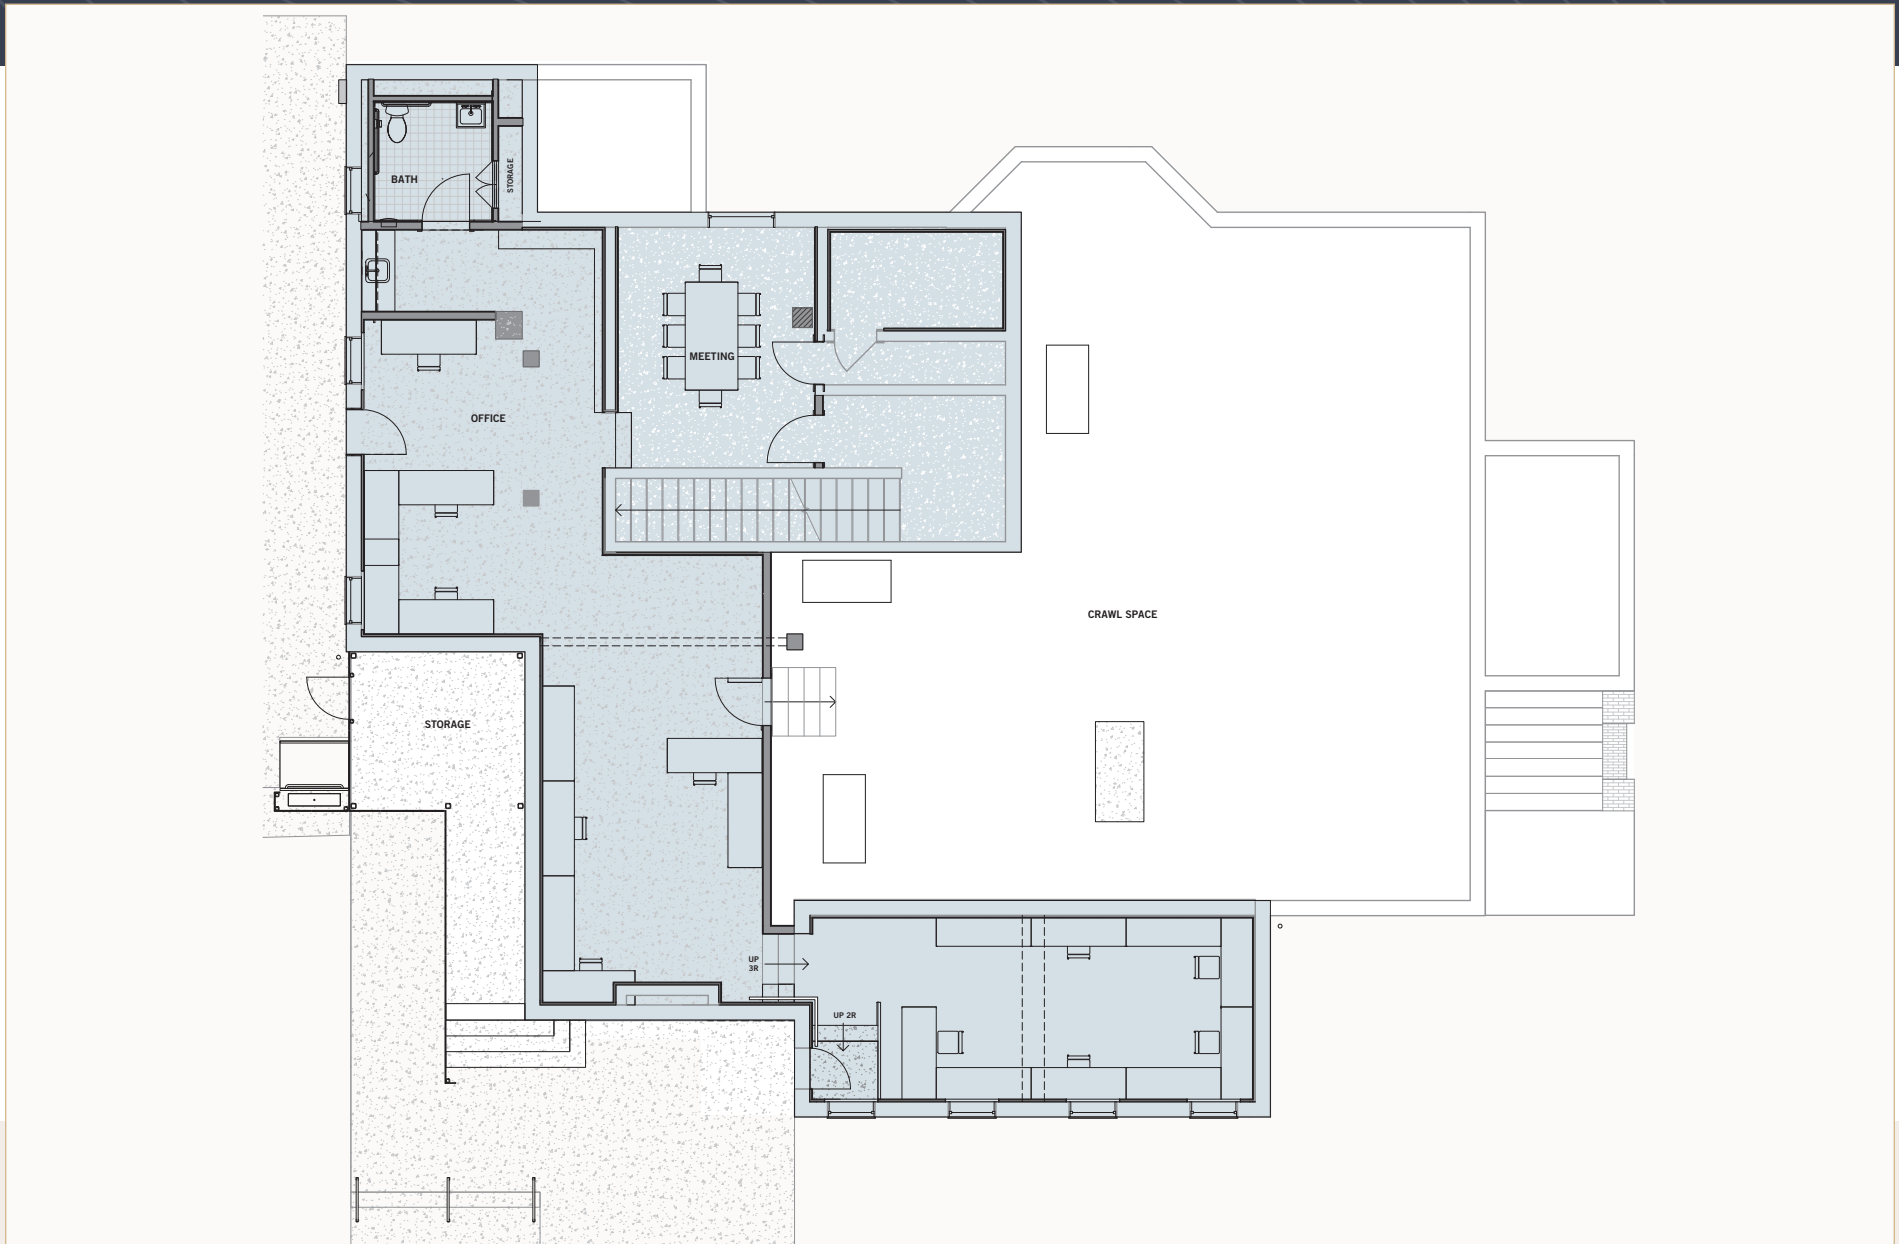 BATH
STORAGE
MEETING
OFFICE
CRAWL SPACE
STORAGE
UP
3R
UP 2R